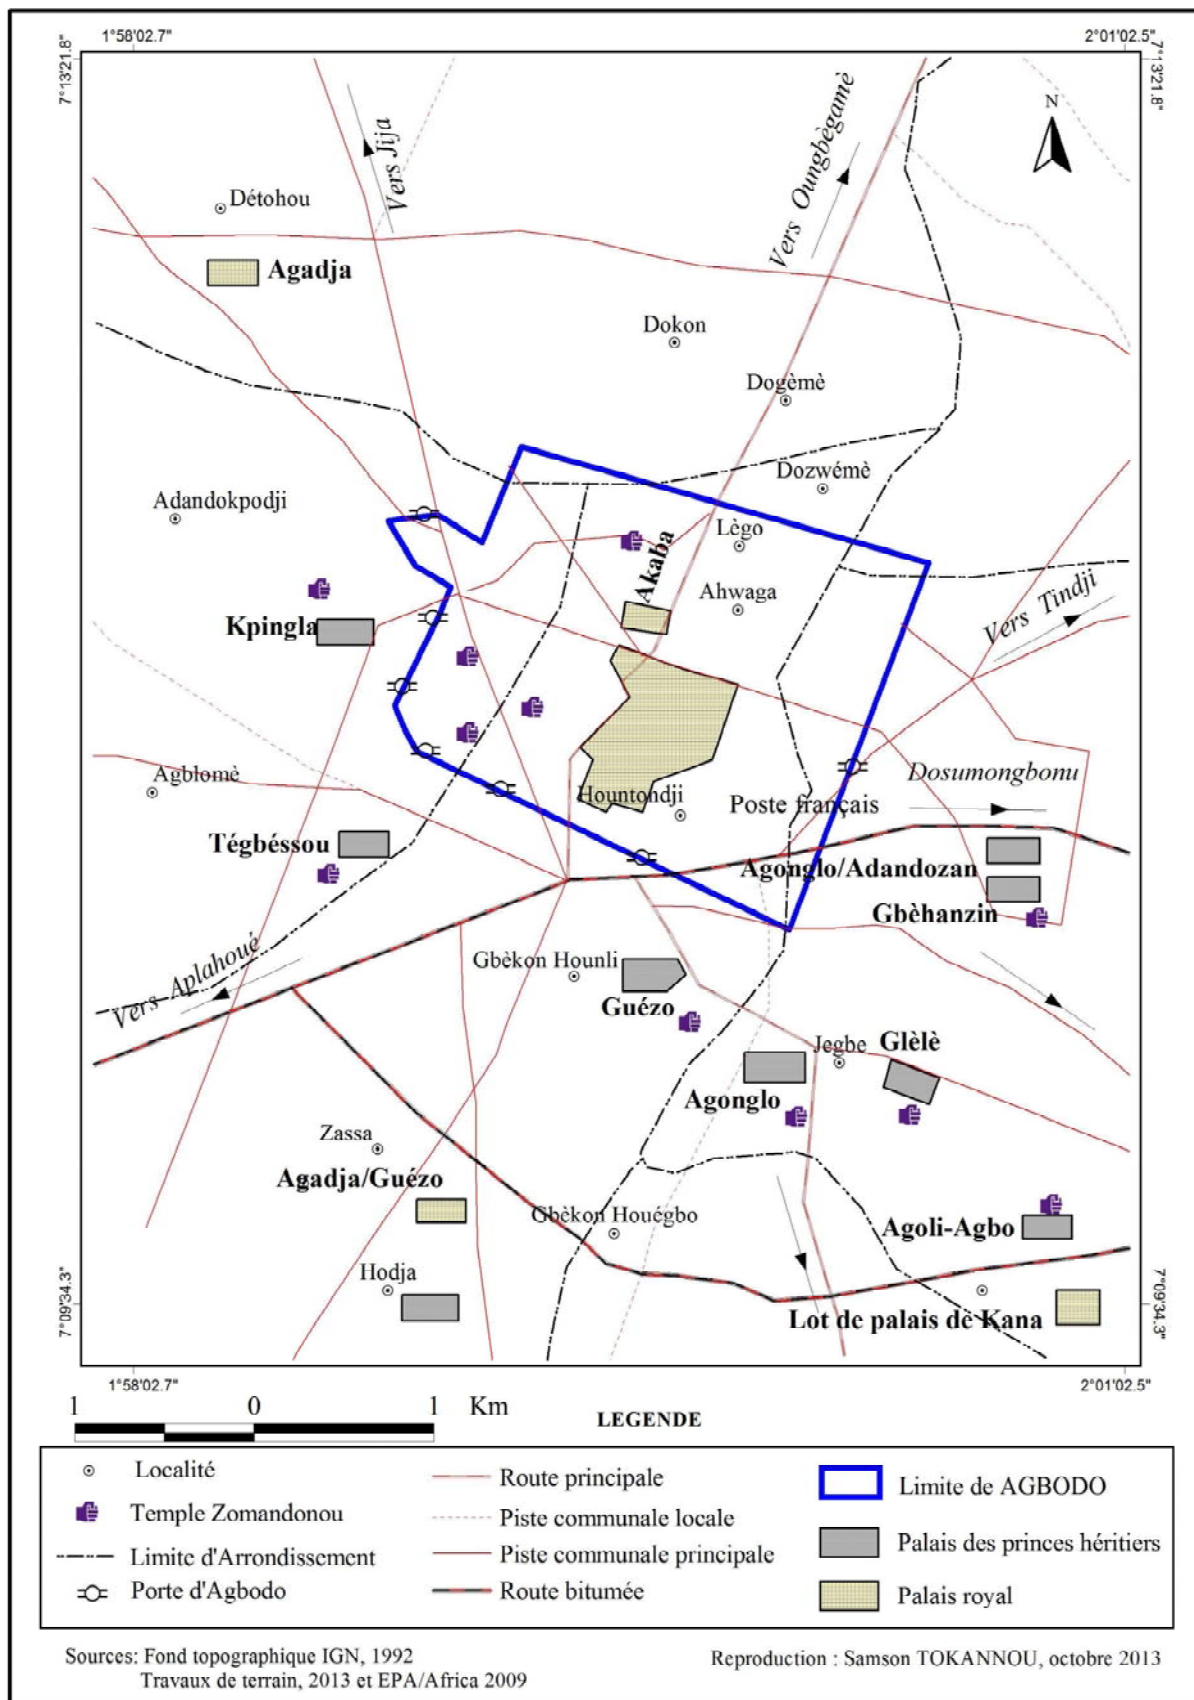 1°58'02.7"
2°01'02.5"
7°13'21.8"
7°13'21.8"
N
Vers Jija
Vers Oungbègamè
Détohou
Agadja
Dokon
Dogèmè
Dozwémè
Adandokpodji
Lègo
Akaba
Ahwaga
Vers Tindji
Kpingla
Agblomè
Dosumongbonu
Hountondji
Poste français
Tégbéssou
Agonglo/Adandozan
Gbèhanzin
Vers Aplahoué
Gbèkon Hounli
Guézo
Jegbe
Glèlè
Agonglo
Zassa
Agadja/Guézo
Gbèkon Houégbo
Agoli-Agbo
Hodja
Lot de palais de Kana
7°09'34.3"
7°09'34.3"
1°58'02.7"
2°01'02.5"
1 0 1 Km
LEGENDE
Localité
Temple Zomandonou
Limite d'Arrondissement
Porte d'Agbodo
Route principale
Piste communale locale
Piste communale principale
Route bitumée
Limite de AGBODO
Palais des princes héritiers
Palais royal
Sources: Fond topographique IGN, 1992
Travaux de terrain, 2013 et EPA/Africa 2009
Reproduction : Samson TOKANNOU, octobre 2013